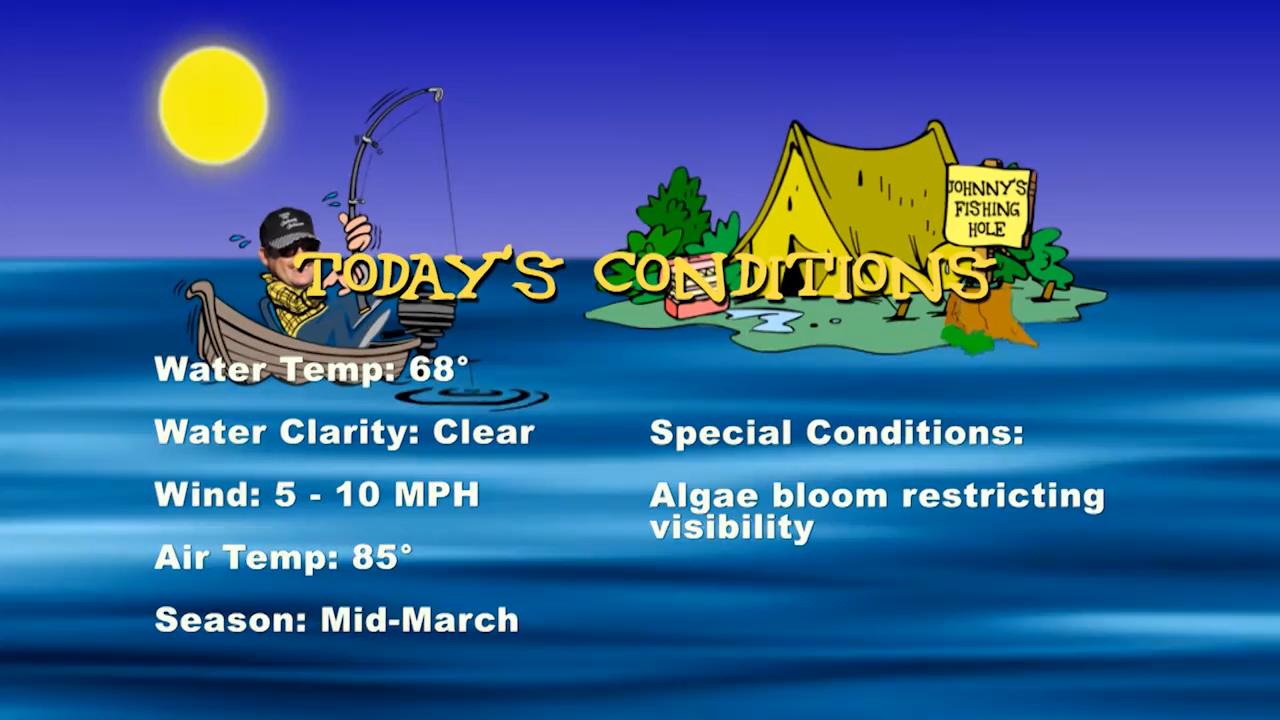 JOHNNY'S
FISHING
HOLE
TODAY'S CONDITIONS
Water Temp: 68°
Water Clarity: Clear
Wind: 5 - 10 MPH
Air Temp: 85°
Season: Mid-March
Special Conditions:
Algae bloom restricting
visibility